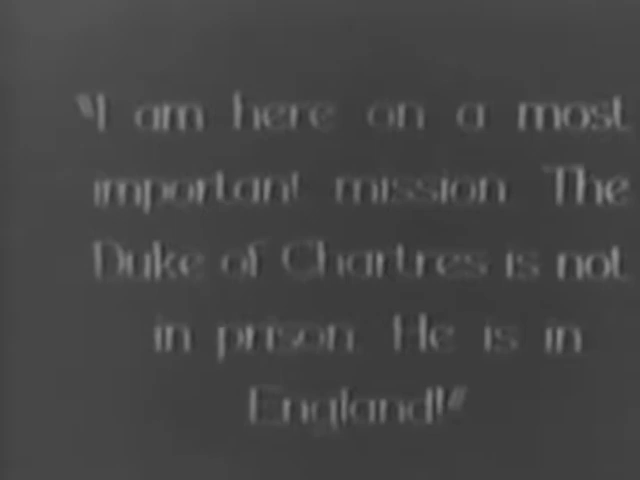 "I am here on a most
important mission. The
Duke of Chartres is not
in prison. He is in
England!"